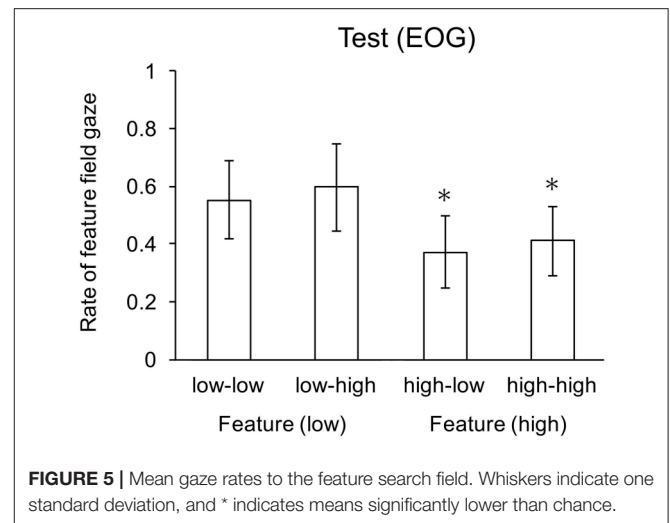 Test (EOG)
Rate of feature field gaze
1
0.8
0.6
0.4
0.2
0
* *
low-low low-high high-low high-high
Feature (low) Feature (high)
FIGURE 5 | Mean gaze rates to the feature search field. Whiskers indicate one
standard deviation, and * indicates means significantly lower than chance.